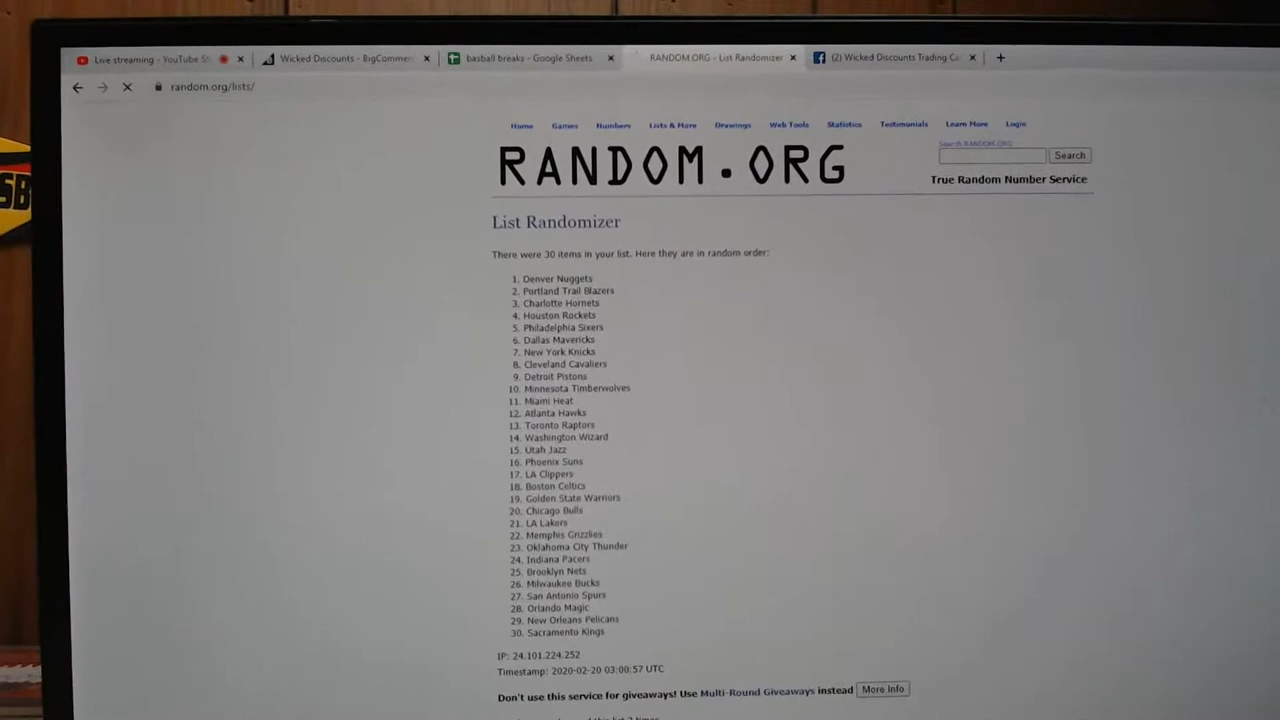 Live streaming - YouTube St
Wicked Discounts - BigCommerc
basball breaks - Google Sheets
RANDOM.ORG - List Randomizer
(2) Wicked Discounts Trading Ca
random.org/lists/
Home Games Numbers Lists & More Drawings Web Tools Statistics Testimonials Learn More Login
Search RANDOM.ORG
Search
RANDOM.ORG
True Random Number Service
SB
List Randomizer
There were 30 items in your list. Here they are in random order:
1. Denver Nuggets
2. Portland Trail Blazers
3. Charlotte Hornets
4. Houston Rockets
5. Philadelphia Sixers
6. Dallas Mavericks
7. New York Knicks
8. Cleveland Cavaliers
9. Detroit Pistons
10. Minnesota Timberwolves
11. Miami Heat
12. Atlanta Hawks
13. Toronto Raptors
14. Washington Wizard
15. Utah Jazz
16. Phoenix Suns
17. LA Clippers
18. Boston Celtics
19. Golden State Warriors
20. Chicago Bulls
21. LA Lakers
22. Memphis Grizzlies
23. Oklahoma City Thunder
24. Indiana Pacers
25. Brooklyn Nets
26. Milwaukee Bucks
27. San Antonio Spurs
28. Orlando Magic
29. New Orleans Pelicans
30. Sacramento Kings
IP: 24.101.224.252
Timestamp: 2020-02-20 03:00:57 UTC
Don't use this service for giveaways! Use Multi-Round Giveaways instead More Info